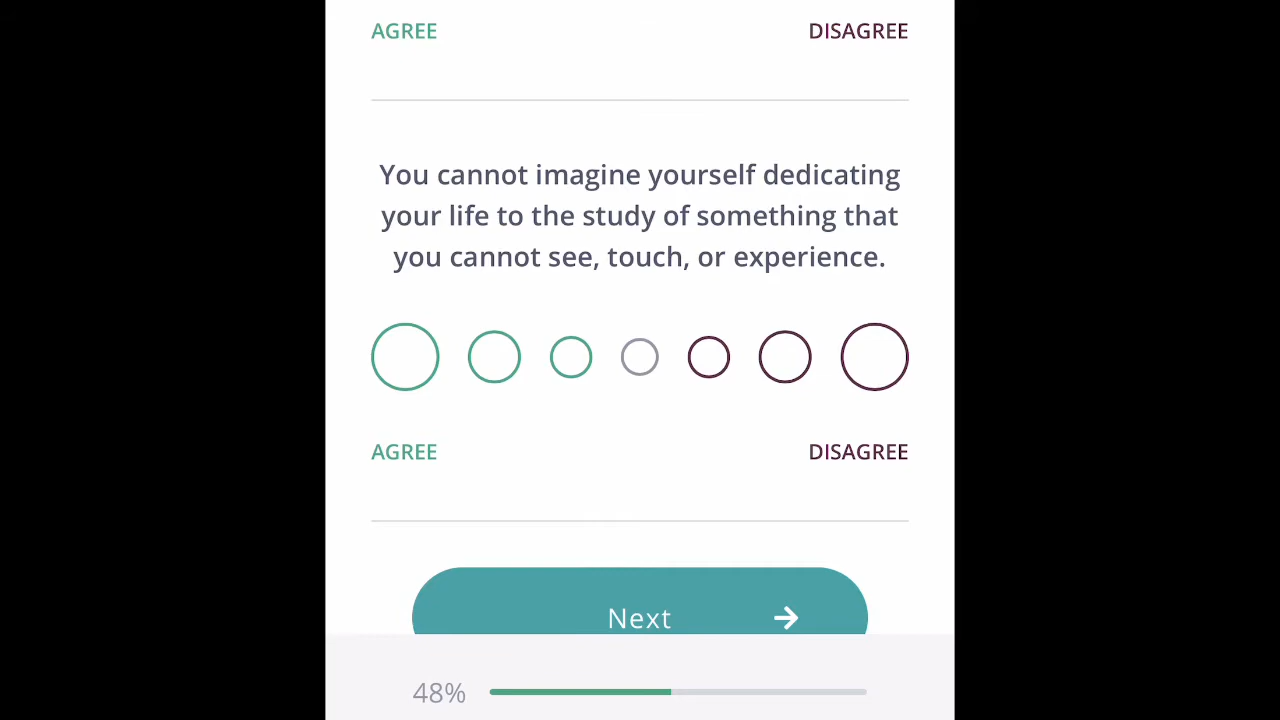 AGREE DISAGREE
You cannot imagine yourself dedicating
your life to the study of something that
you cannot see, touch, or experience.
AGREE DISAGREE
Next
48%